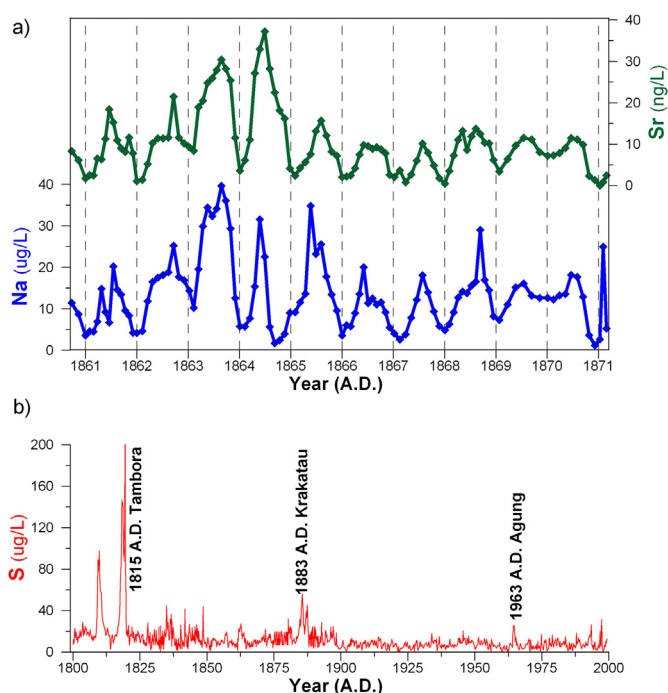 a)
40
30
20
10
0
Sr (ng/L)
40
30
20
10
0
Na (ug/L)
1861 1862 1863 1864 1865 1866 1867 1868 1869 1870 1871
Year (A.D.)
b)
200
160
120
80
40
0
S (ug/L)
1815 A.D. Tambora
1883 A.D. Krakatau
1963 A.D. Agung
1800 1825 1850 1875 1900 1925 1950 1975 2000
Year (A.D.)